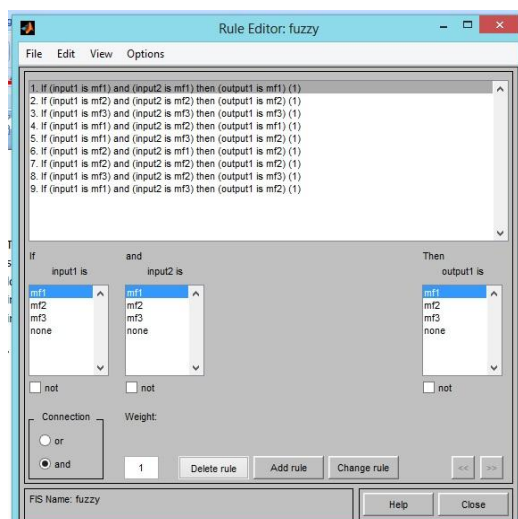 Rule Editor: fuzzy
File Edit View Options
1. If (input1 is mf1) and (input2 is mf1) then (output1 is mf1) (1)
2. If (input1 is mf2) and (input2 is mf2) then (output1 is mf2) (1)
3. If (input1 is mf3) and (input2 is mf3) then (output1 is mf3) (1)
4. If (input1 is mf1) and (input2 is mf2) then (output1 is mf1) (1)
5. If (input1 is mf1) and (input2 is mf3) then (output1 is mf2) (1)
6. If (input1 is mf2) and (input2 is mf1) then (output1 is mf2) (1)
7. If (input1 is mf2) and (input2 is mf2) then (output1 is mf2) (1)
8. If (input1 is mf3) and (input2 is mf2) then (output1 is mf3) (1)
9. If (input1 is mf1) and (input2 is mf3) then (output1 is mf2) (1)
If and Then
input1 is input2 is output1 is
mf1 mf1 mf1
mf2 mf2 mf2
mf3 mf3 mf3
none none none
not not not
Connection Weight:
or
and 1 Delete rule Add rule Change rule << >>
FIS Name: fuzzy Help Close